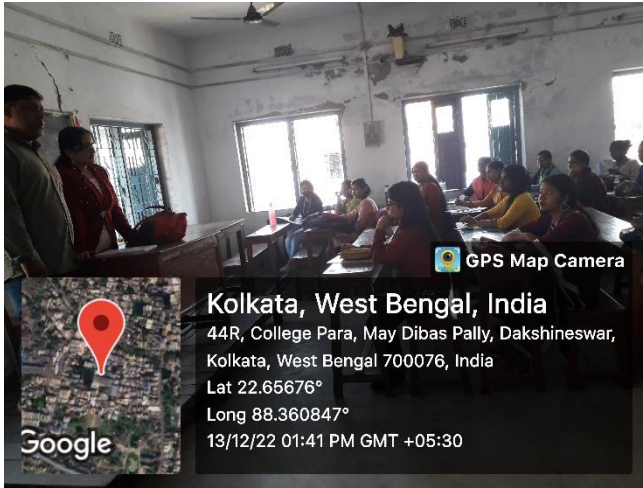 GPS Map Camera
Kolkata, West Bengal, India
44R, College Para, May Dibas Pally, Dakshineswar,
Kolkata, West Bengal 700076, India
Lat 22.65676°
Long 88.360847°
13/12/22 01:41 PM GMT +05:30
Google